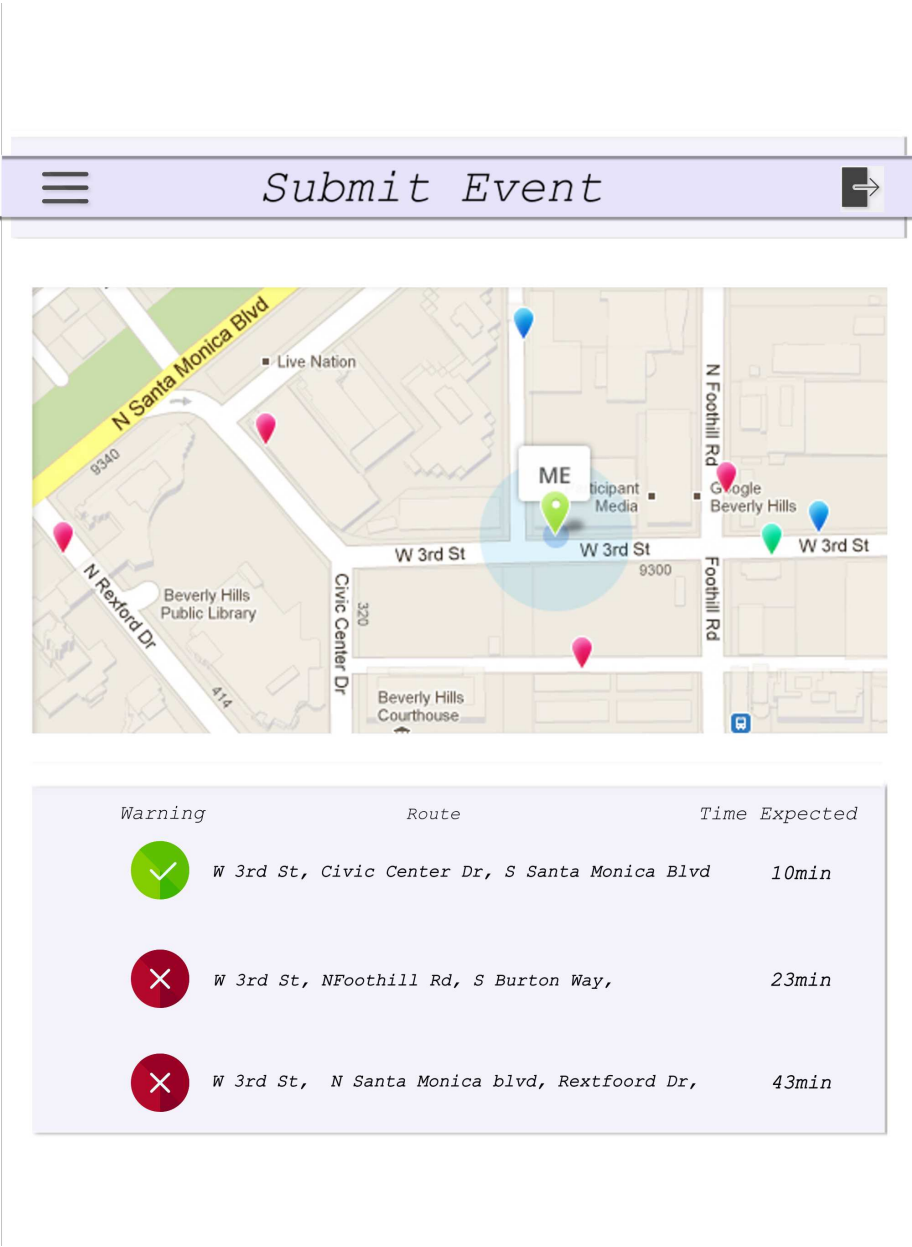 Submit Event
N Santa Monica Blvd
Live Nation
N Foothill Rd
9340
ME
ticipant
Media
Google
Beverly Hills
W 3rd St
W 3rd St
W 3rd St
9300
N Rexford Dr
Beverly Hills
Public Library
Civic Center Dr
320
Foothill Rd
414
Beverly Hills
Courthouse
Warning Route Time Expected
W 3rd St, Civic Center Dr, S Santa Monica Blvd 10min
W 3rd St, NFoothill Rd, S Burton Way, 23min
W 3rd St, N Santa Monica blvd, Rextfoord Dr, 43min